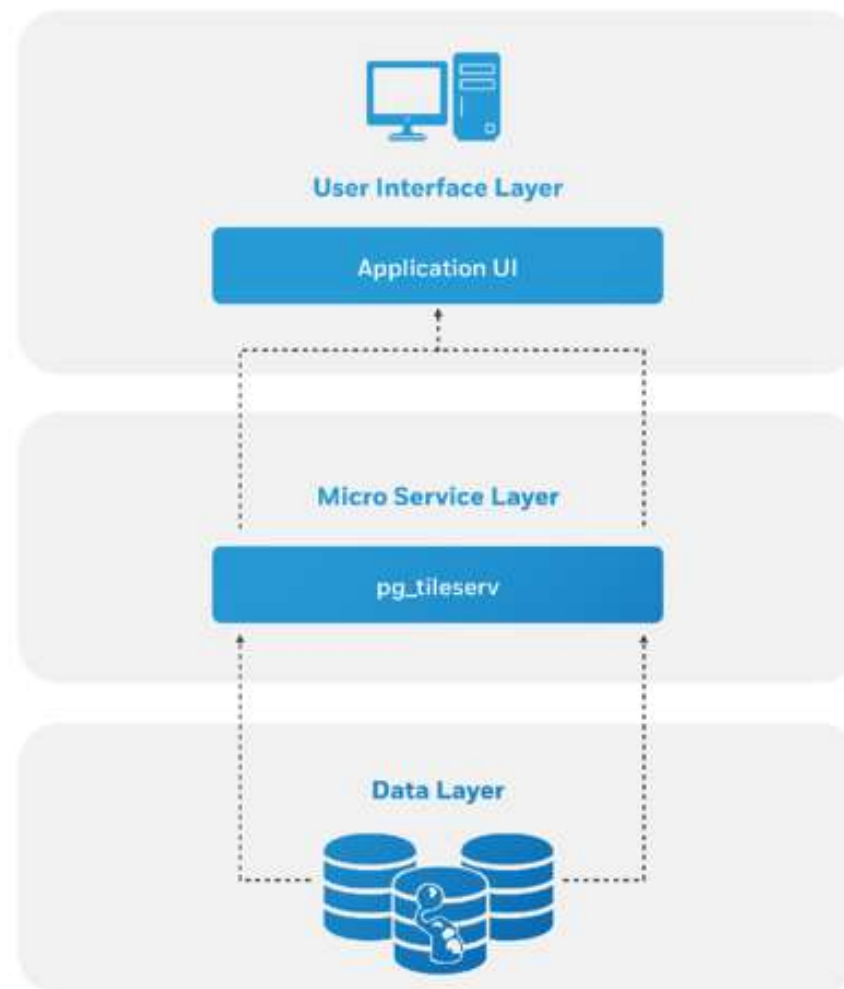 User Interface Layer
Application UI
Micro Service Layer
pg_tileserv
Data Layer